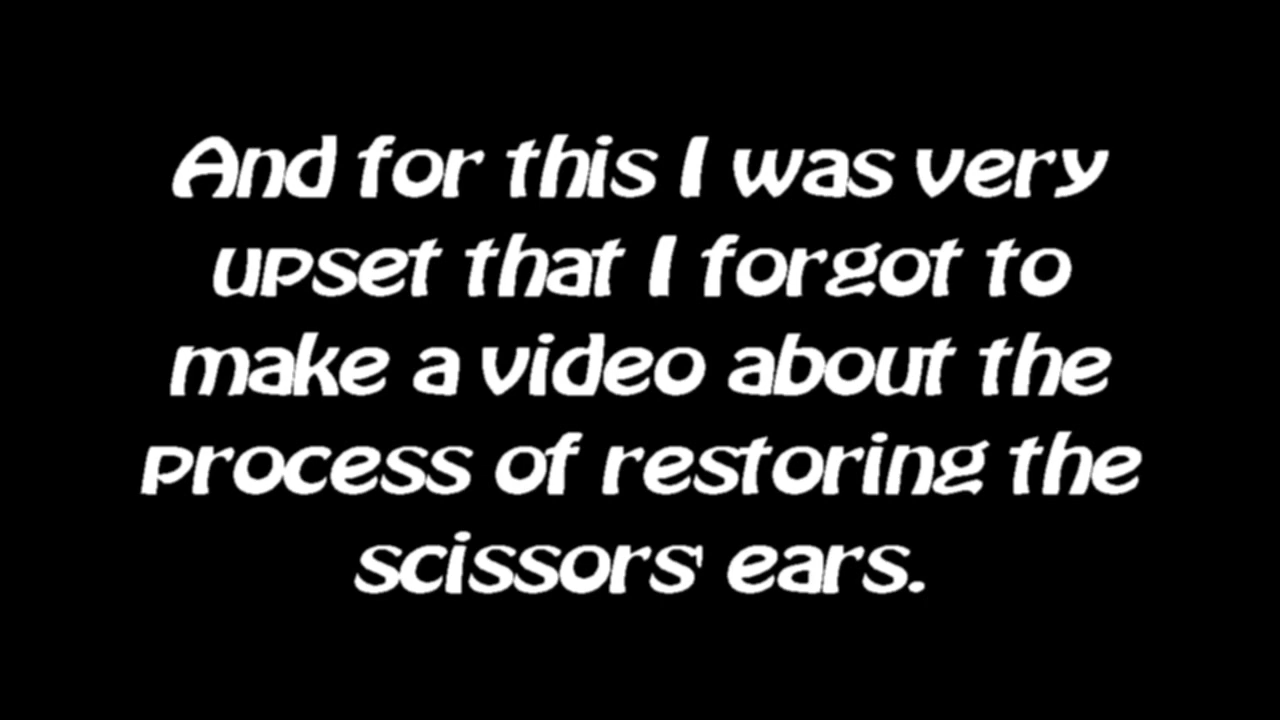 And for this I was very
upset that I forgot to
make a video about the
process of restoring the
scissors' ears.